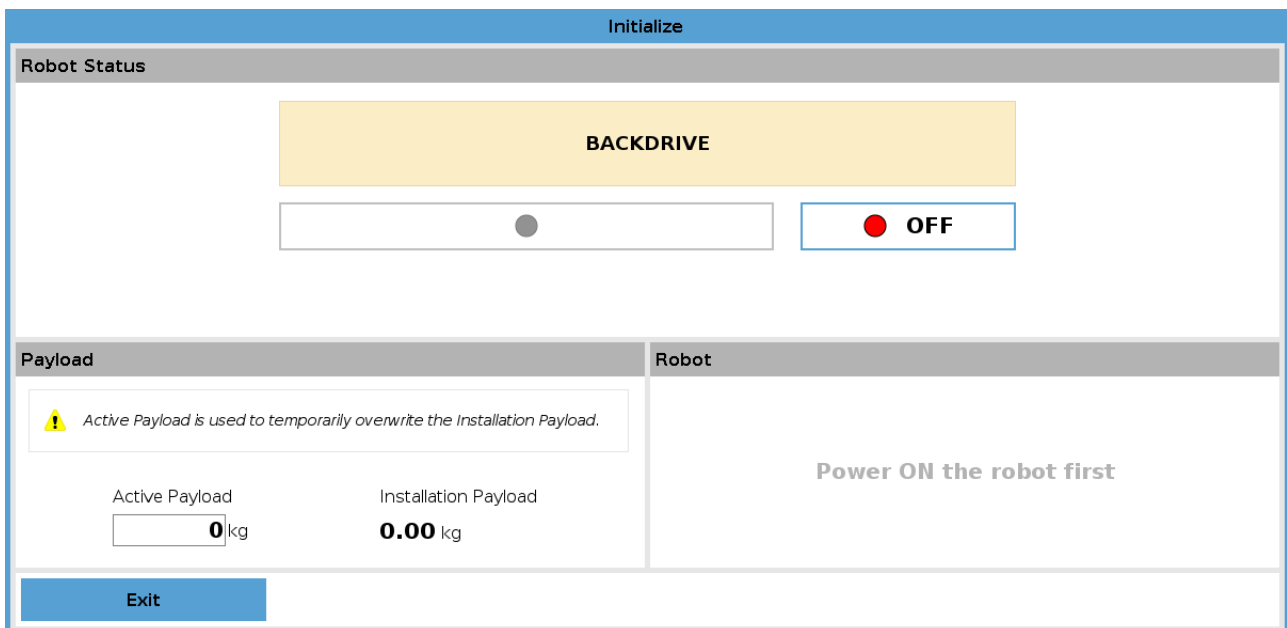 Initialize
Robot Status
BACKDRIVE
OFF
Payload
Active Payload is used to temporarily overwrite the Installation Payload.
Active Payload
Installation Payload
0 kg
0.00 kg
Robot
Power ON the robot first
Exit